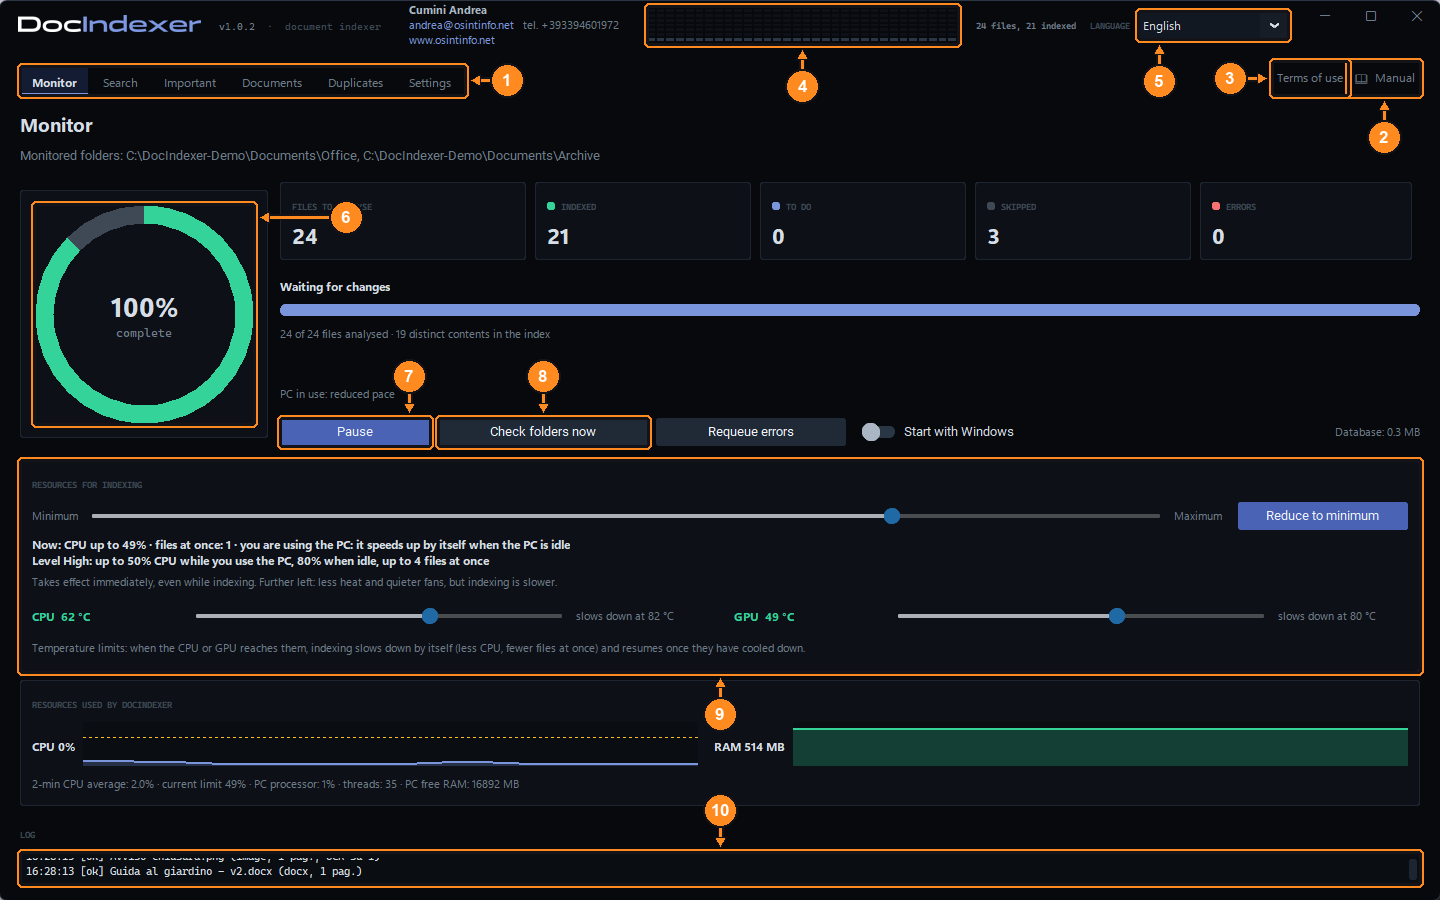 DocIndexer v1.0.2 · document indexer
Cumini Andrea
andrea@osintinfo.net tel. +393394601972
www.osintinfo.net
24 files, 21 indexed
LANGUAGE
English
4
5
Monitor
Search
Important
Documents
Duplicates
Settings
1
3
Terms of use
Manual
2
Monitor
Monitored folders: C:\DocIndexer-Demo\Documents\Office, C:\DocIndexer-Demo\Documents\Archive
100%
complete
6
FILES
24
INDEXED
21
TO DO
0
SKIPPED
3
ERRORS
0
Waiting for changes
24 of 24 files analysed · 19 distinct contents in the index
7
8
PC in use: reduced pace
Pause
Check folders now
Requeue errors
Start with Windows
Database: 0.3 MB
RESOURCES FOR INDEXING
Minimum
Maximum
Reduce to minimum
Now: CPU up to 49% · files at once: 1 · you are using the PC: it speeds up by itself when the PC is idle
Level High: up to 50% CPU while you use the PC, 80% when idle, up to 4 files at once
Takes effect immediately, even while indexing. Further left: less heat and quieter fans, but indexing is slower.
CPU 62 °C
slows down at 82 °C
GPU 49 °C
slows down at 80 °C
Temperature limits: when the CPU or GPU reaches them, indexing slows down by itself (less CPU, fewer files at once) and resumes once they have cooled down.
9
RESOURCES USED BY DOCINDEXER
CPU 0%
RAM 514 MB
2-min CPU average: 2.0% · current limit 49% · PC processor: 1% · threads: 35 · PC free RAM: 16892 MB
10
LOG
16:28:13 [ok] Guida al giardino – v2.docx (docx, 1 pag.)